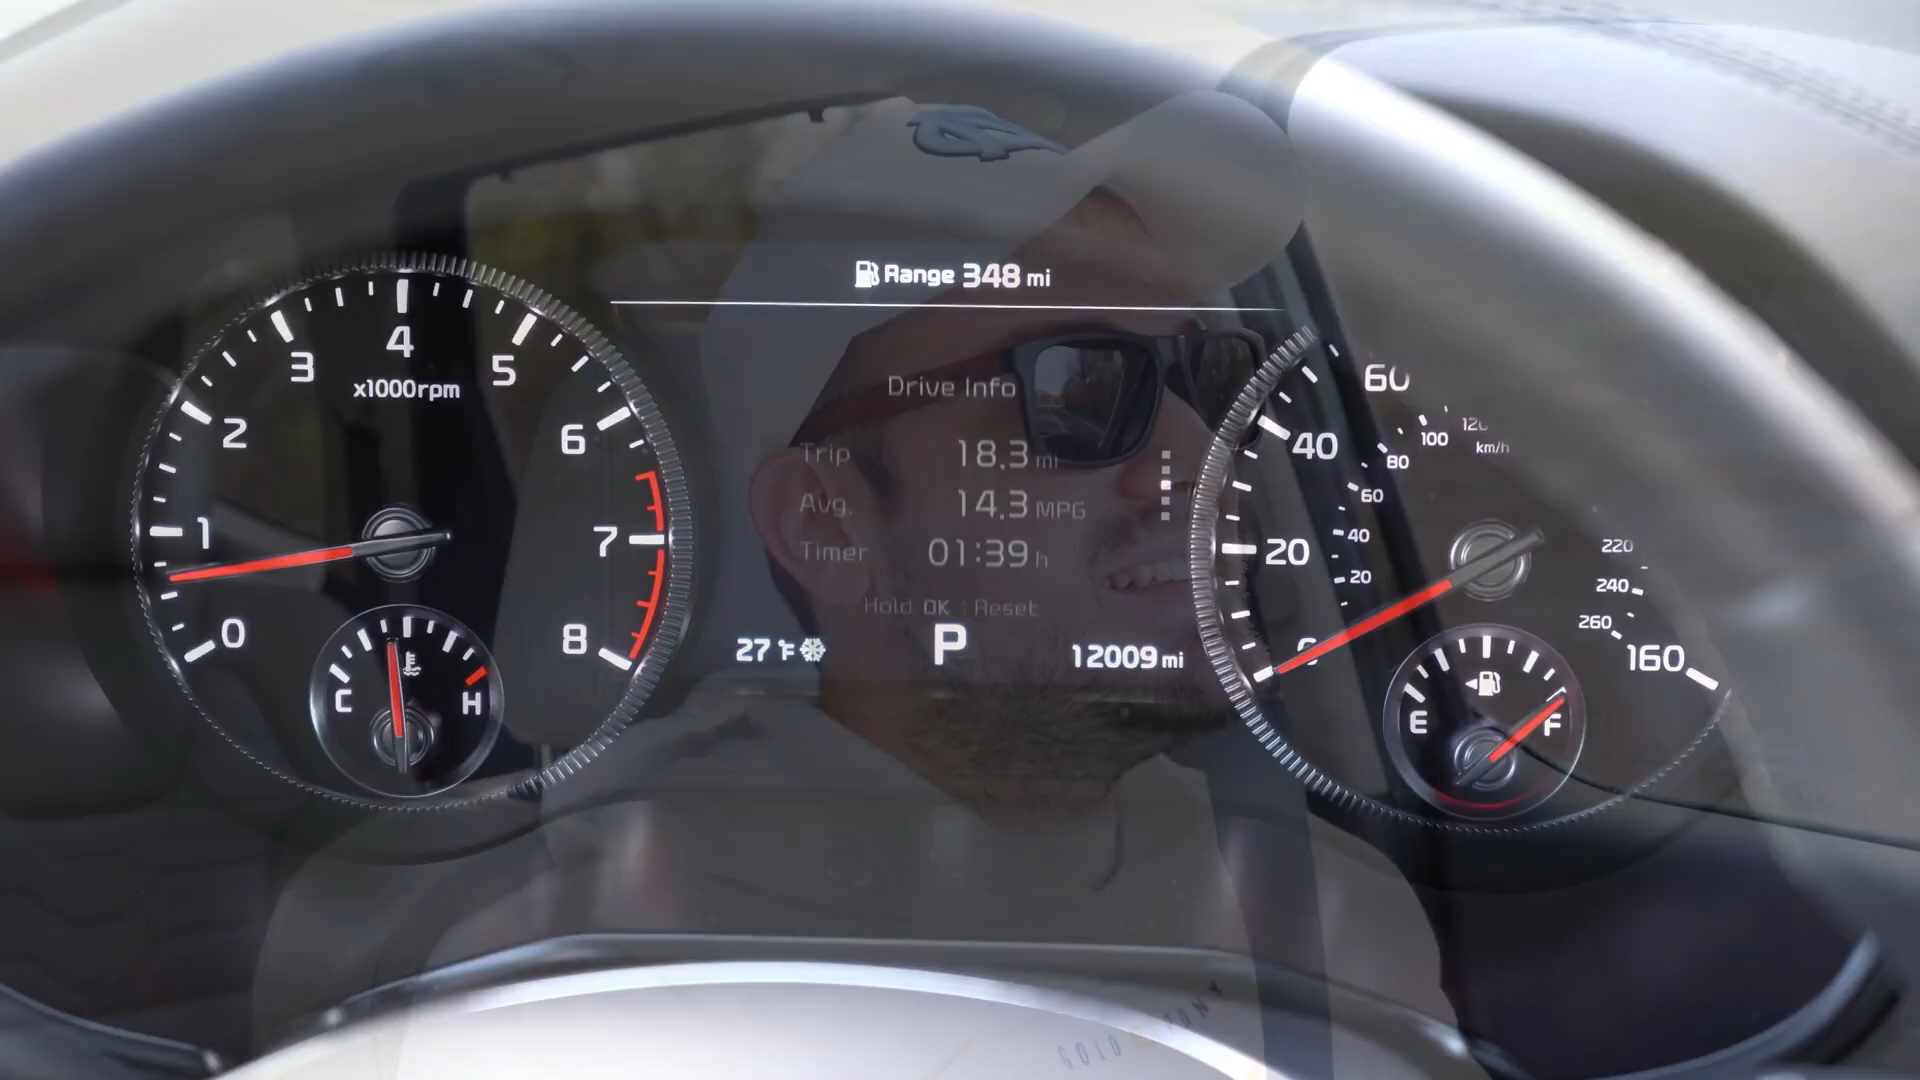 Range 348 mi
Drive Info
Trip 18.3 mi
Avg. 14.3 MPG
Timer 01:39 h
Hold OK : Reset
27 °F P 12009 mi
0 1 2 3 4 5 6 7 8
x1000rpm
C H
0 20 40 60 160
20 40 60 80 100 120 220 240 260
km/h
E F